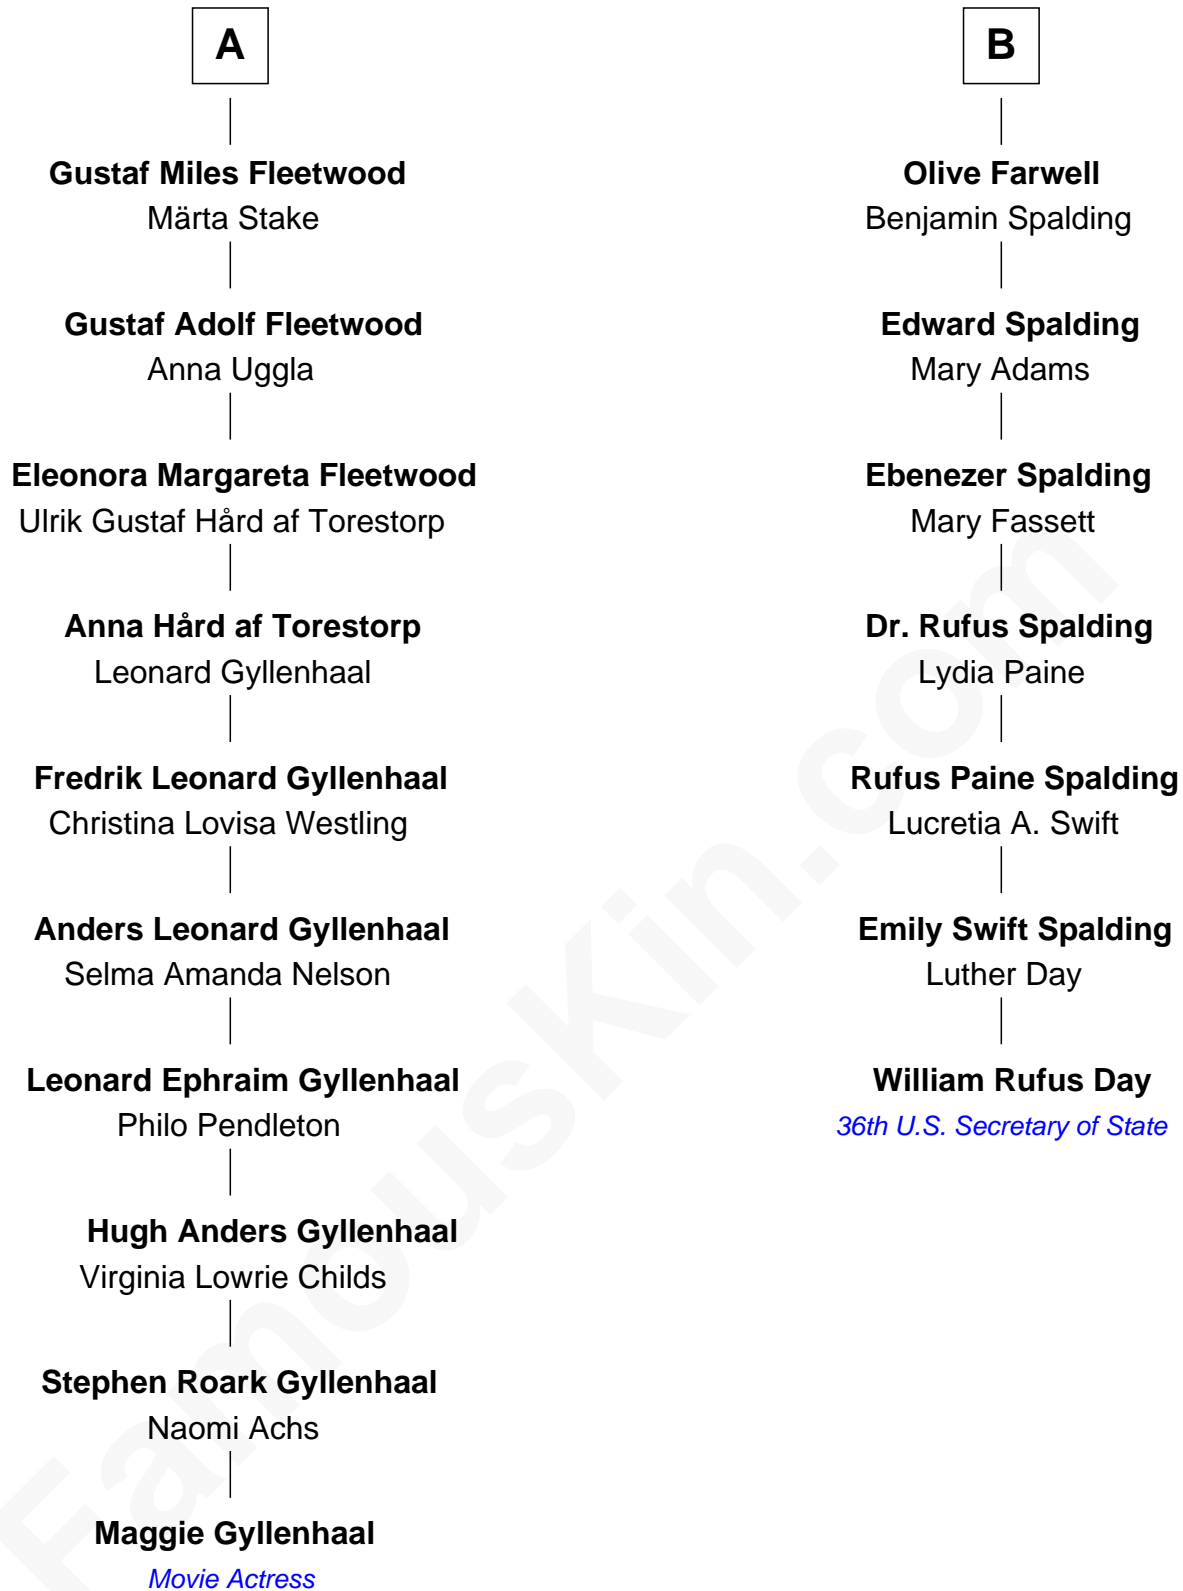 A
Gustaf Miles Fleetwood
Märta Stake
Gustaf Adolf Fleetwood
Anna Uggla
Eleonora Margareta Fleetwood
Ulrik Gustaf Hård af Torestorp
Anna Hård af Torestorp
Leonard Gyllenhaal
Fredrik Leonard Gyllenhaal
Christina Lovisa Westling
Anders Leonard Gyllenhaal
Selma Amanda Nelson
Leonard Ephraim Gyllenhaal
Philo Pendleton
Hugh Anders Gyllenhaal
Virginia Lowrie Childs
Stephen Roark Gyllenhaal
Naomi Achs
Maggie Gyllenhaal
Movie Actress
B
Olive Farwell
Benjamin Spalding
Edward Spalding
Mary Adams
Ebenezer Spalding
Mary Fassett
Dr. Rufus Spalding
Lydia Paine
Rufus Paine Spalding
Lucretia A. Swift
Emily Swift Spalding
Luther Day
William Rufus Day
36th U.S. Secretary of State
FamousKin.com